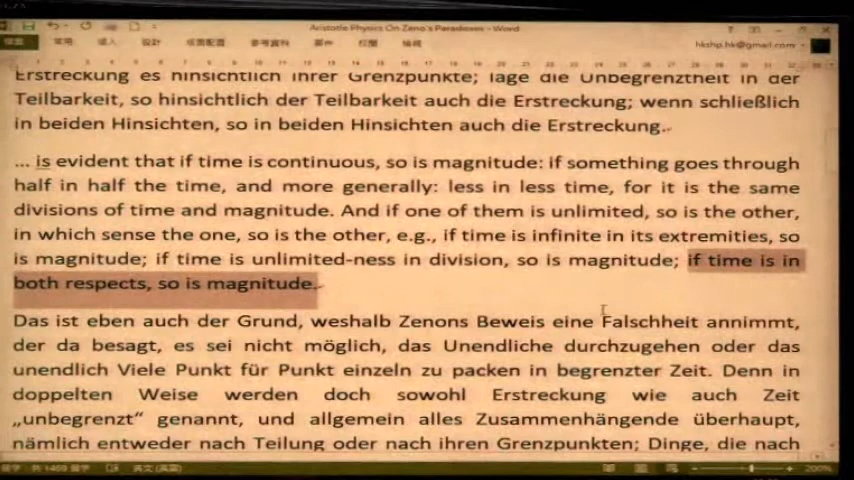 Aristotle Physics On Zeno's Paradoxes - Word
hkshp.hk@gmail.com
Erstreckung es hinsichtlich ihrer Grenzpunkte; läge die Unbegrenztheit in der
Teilbarkeit, so hinsichtlich der Teilbarkeit auch die Erstreckung; wenn schließlich
in beiden Hinsichten, so in beiden Hinsichten auch die Erstreckung.
... is evident that if time is continuous, so is magnitude: if something goes through
half in half the time, and more generally: less in less time, for it is the same
divisions of time and magnitude. And if one of them is unlimited, so is the other,
in which sense the one, so is the other, e.g., if time is infinite in its extremities, so
is magnitude; if time is unlimited-ness in division, so is magnitude; if time is in
both respects, so is magnitude.
Das ist eben auch der Grund, weshalb Zenons Beweis eine Falschheit annimmt,
der da besagt, es sei nicht möglich, das Unendliche durchzugehen oder das
unendlich Viele Punkt für Punkt einzeln zu packen in begrenzter Zeit. Denn in
doppelten Weise werden doch sowohl Erstreckung wie auch Zeit
„unbegrenzt“ genannt, und allgemein alles Zusammenhängende überhaupt,
nämlich entweder nach Teilung oder nach ihren Grenzpunkten; Dinge, die nach
200%